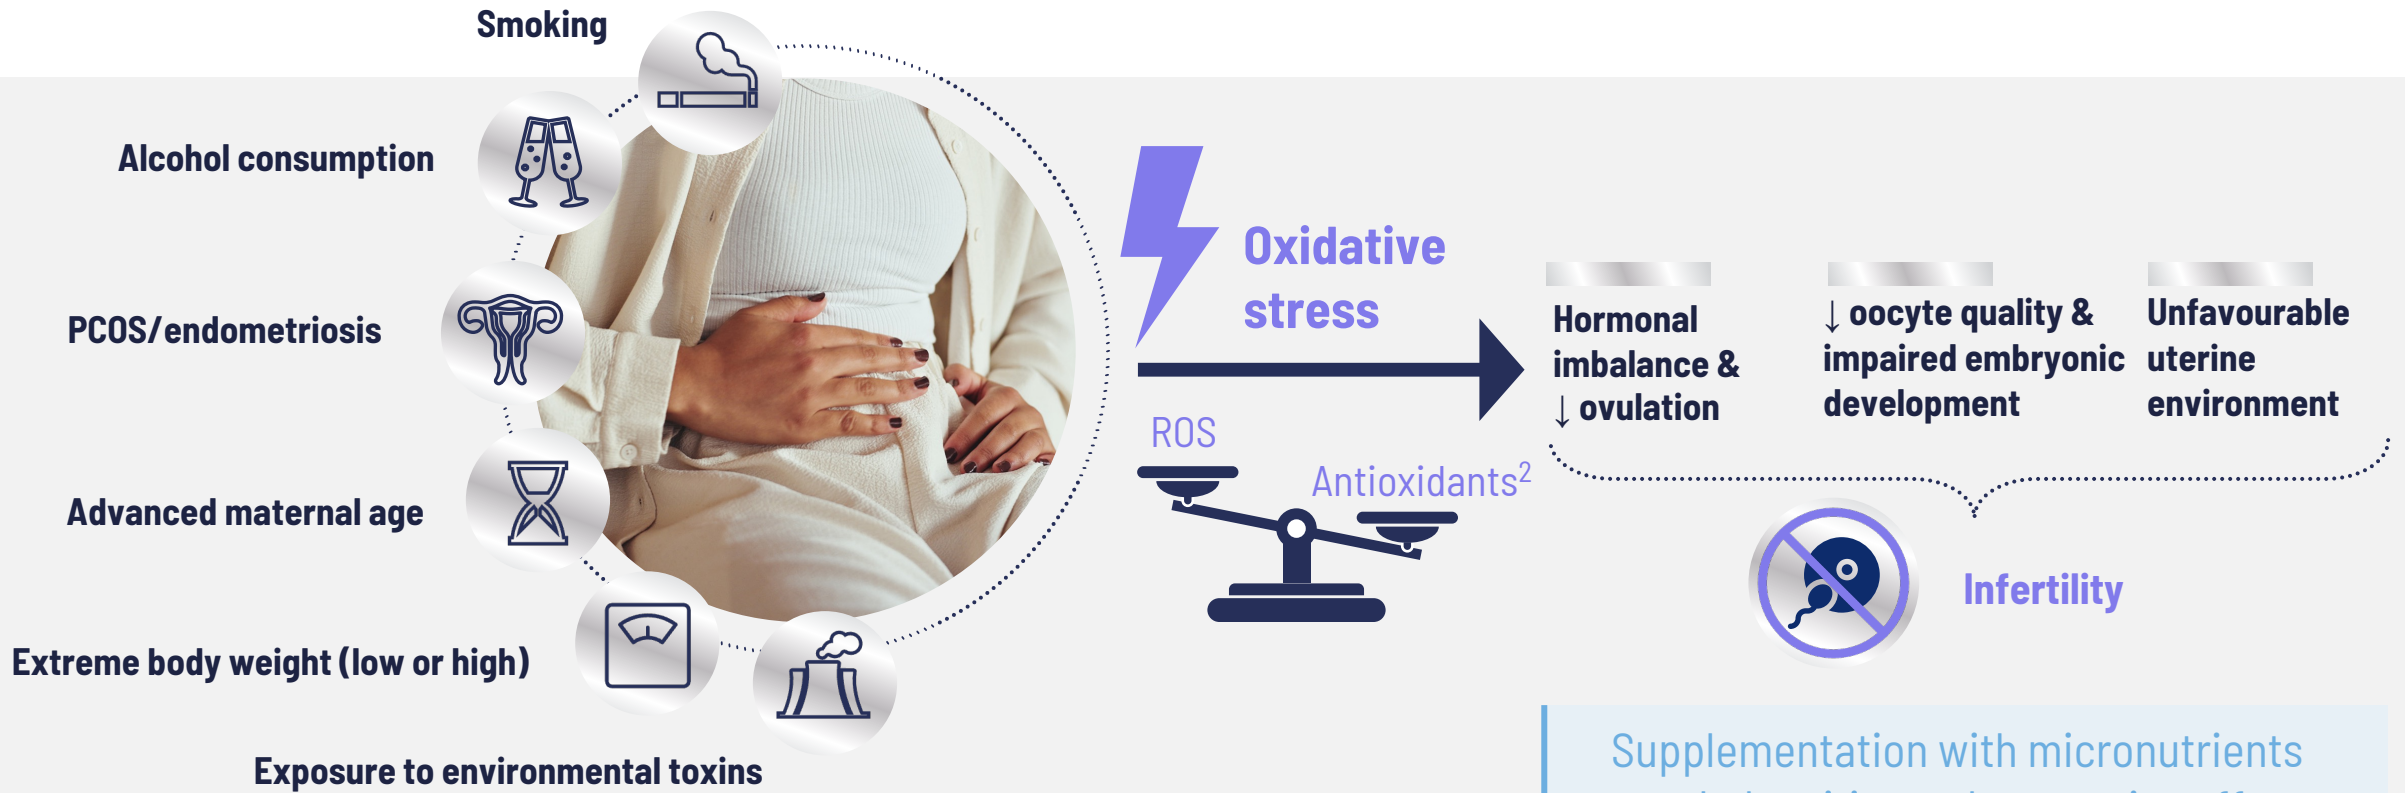 Smoking
Alcohol consumption
PCOS/endometriosis
Advanced maternal age
Extreme body weight (low or high)
Exposure to environmental toxins
Oxidative
stress
ROS
Antioxidants²
Hormonal
imbalance &
↓ ovulation
↓ oocyte quality &
impaired embryonic
development
Unfavourable
uterine
environment
Infertility
Supplementation with micronutrients